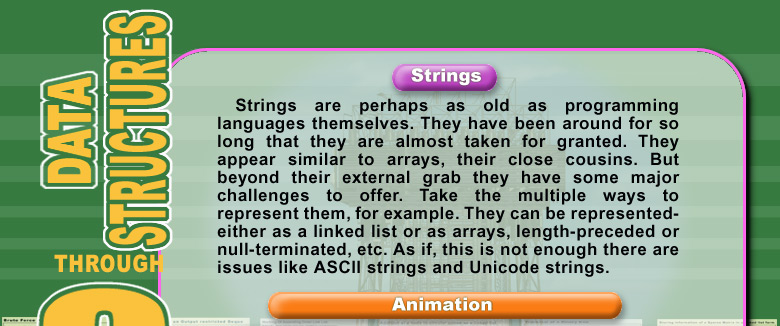 DATA
STRUCTURES
THROUGH
Strings
Strings are perhaps as old as programming
languages themselves. They have been around for so
long that they are almost taken for granted. They
appear similar to arrays, their close cousins. But
beyond their external grab they have some major
challenges to offer. Take the multiple ways to
represent them, for example. They can be represented-
either as a linked list or as arrays, length-preceded or
null-terminated, etc. As if, this is not enough there are
issues like ASCII strings and Unicode strings.
Animation
Brute Force